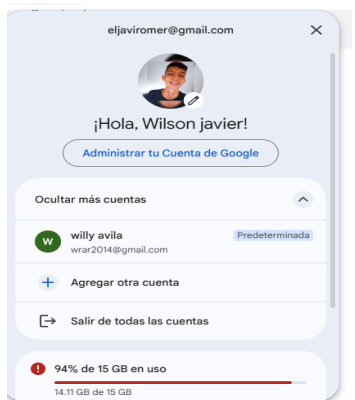 eljaviromer@gmail.com
¡Hola, Wilson javier!
Administrar tu Cuenta de Google
Ocultar más cuentas
W
willy avila
Predeterminada
wrar2014@gmail.com
Agregar otra cuenta
Salir de todas las cuentas
94% de 15 GB en uso
14.11 GB de 15 GB